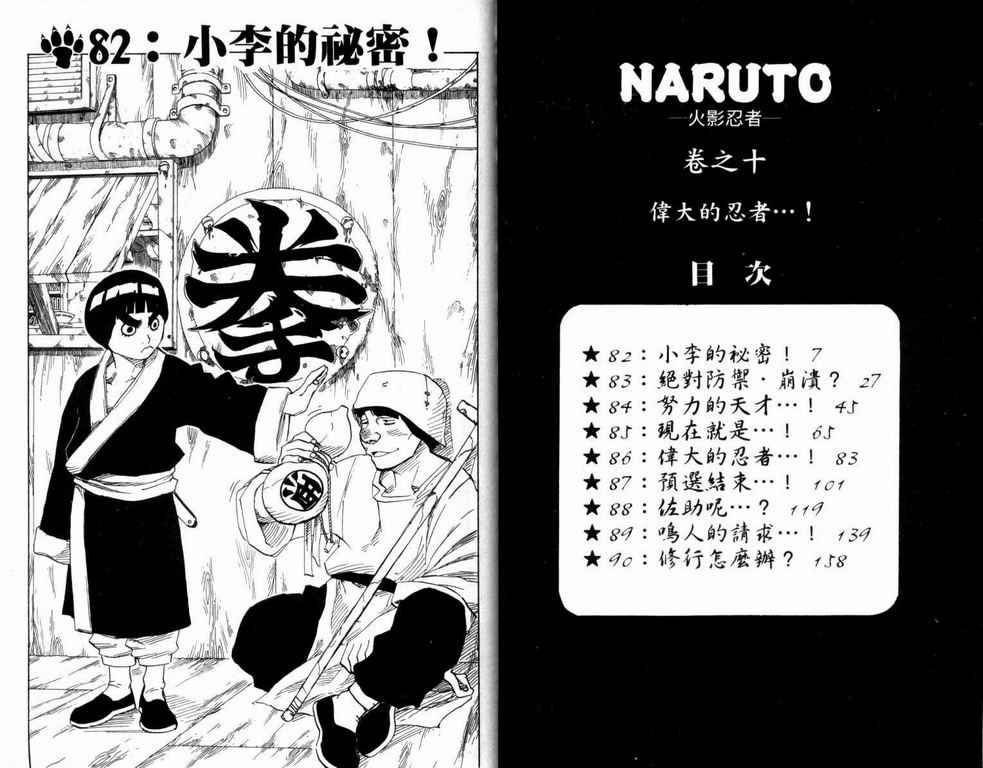 82：小李的祕密！
拳
酒
NARUTO
—火影忍者—
卷之十
偉大的忍者…！
目 次
★82：小李的祕密！ 7
★83：絕對防禦·崩潰？ 27
★84：努力的天才…！ 45
★85：現在就是…！ 65
★86：偉大的忍者…！ 83
★87：預選結束…！ 101
★88：佐助呢…？ 119
★89：鳴人的請求…！ 139
★90：修行怎麼辦？ 158